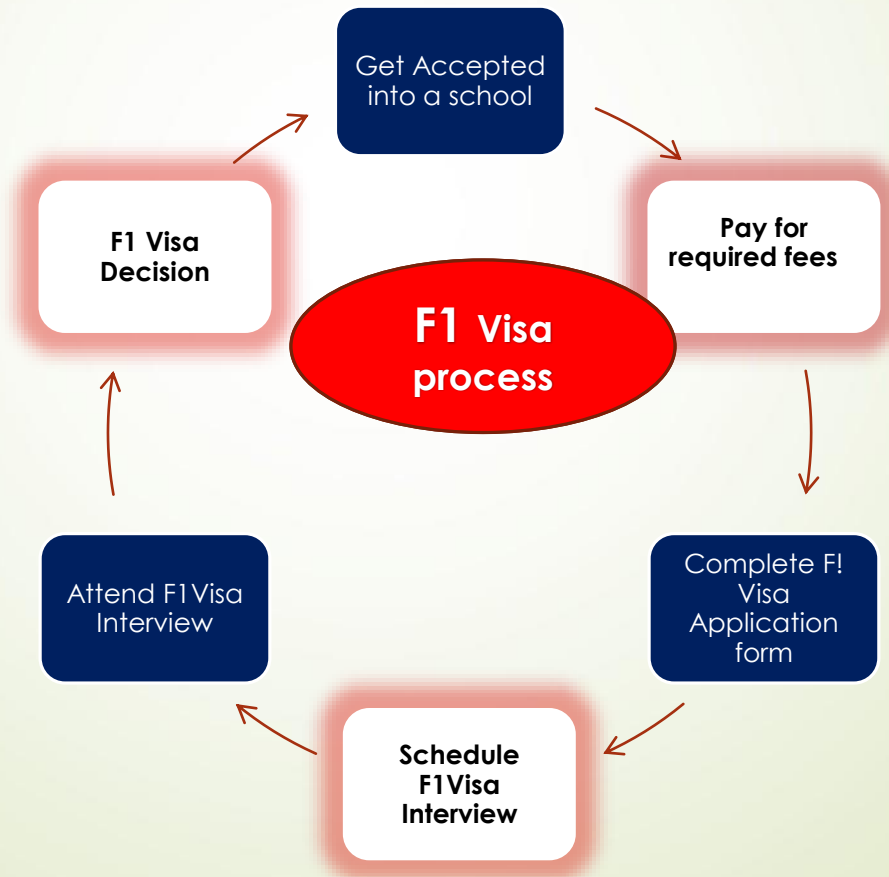 Get Accepted
into a school
Pay for
required fees
Complete F!
Visa
Application
form
Schedule
F1Visa
Interview
Attend F1Visa
Interview
F1 Visa
Decision
F1 Visa
process